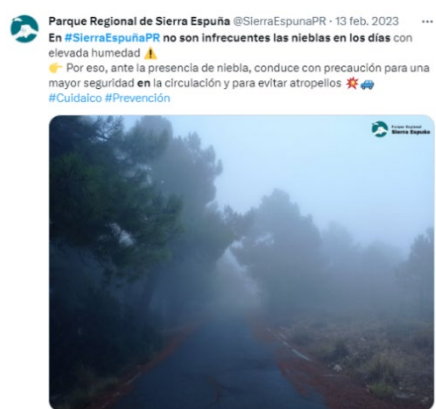 Parque Regional de Sierra Espuña @SierraEspunaPR · 13 feb. 2023 ···
En #SierraEspuñaPR no son infrecuentes las nieblas en los días con
elevada humedad ⚠️
👉 Por eso, ante la presencia de niebla, conduce con precaución para una
mayor seguridad en la circulación y para evitar atropellos 💥🚙
#Cuidaico #Prevención
Parque Regional
Sierra Espuña